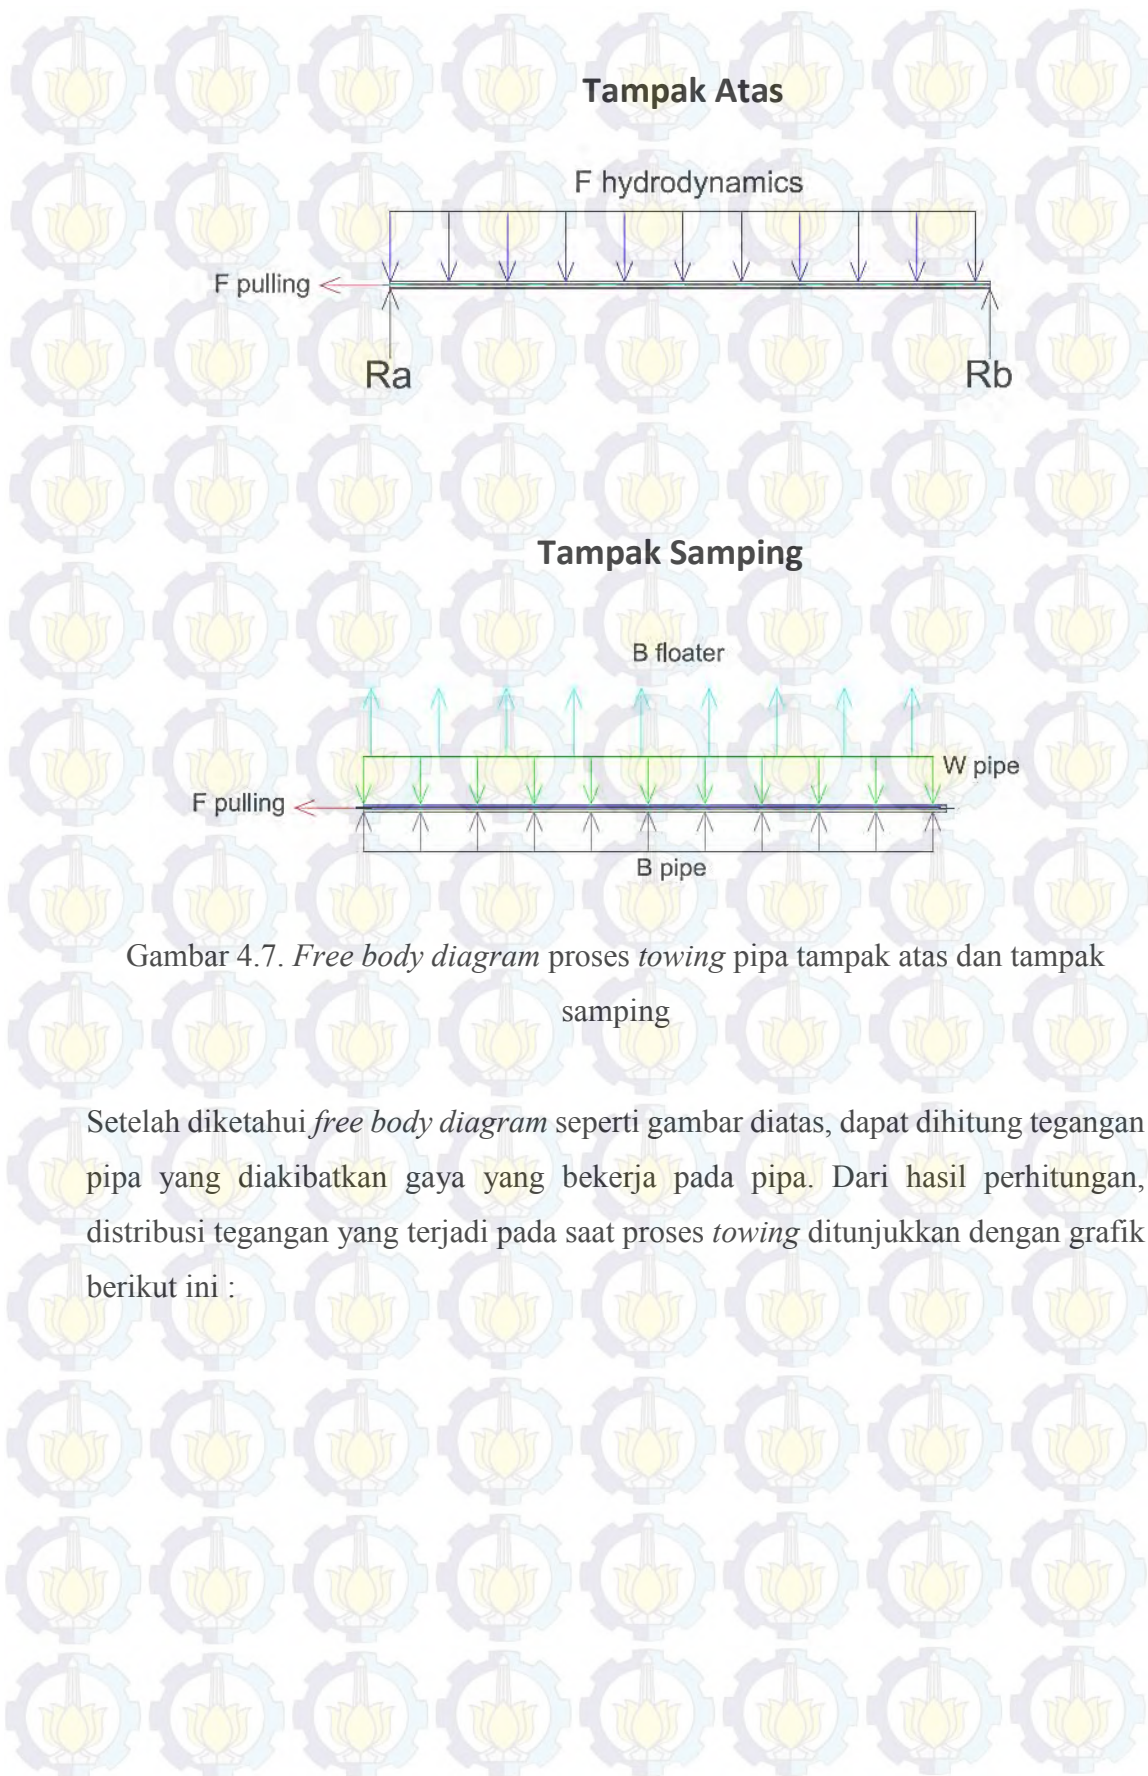 Tampak Atas
F hydrodynamics
F pulling
Ra
Rb
Tampak Samping
B floater
W pipe
F pulling
B pipe
Gambar 4.7. Free body diagram proses towing pipa tampak atas dan tampak
samping
Setelah diketahui free body diagram seperti gambar diatas, dapat dihitung tegangan
pipa yang diakibatkan gaya yang bekerja pada pipa. Dari hasil perhitungan,
distribusi tegangan yang terjadi pada saat proses towing ditunjukkan dengan grafik
berikut ini :